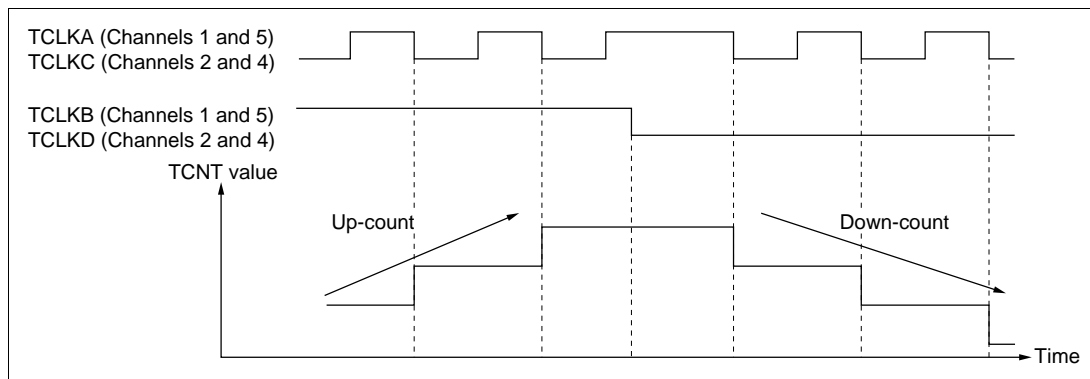 TCLKA (Channels 1 and 5)
TCLKC (Channels 2 and 4)
TCLKB (Channels 1 and 5)
TCLKD (Channels 2 and 4)
TCNT value
Up-count
Down-count
Time